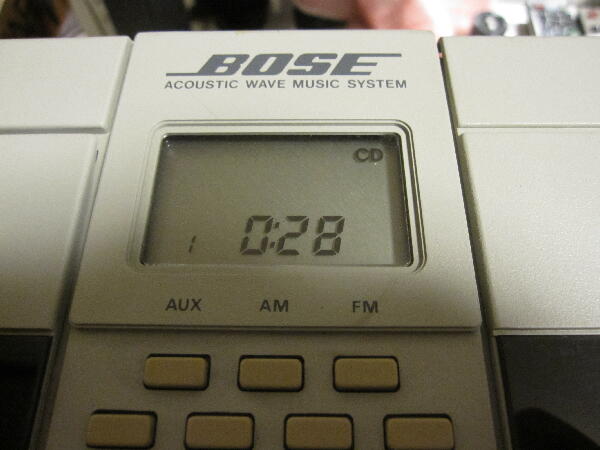 BOSE
ACOUSTIC WAVE MUSIC SYSTEM
CD
1 0:28
AUX AM FM